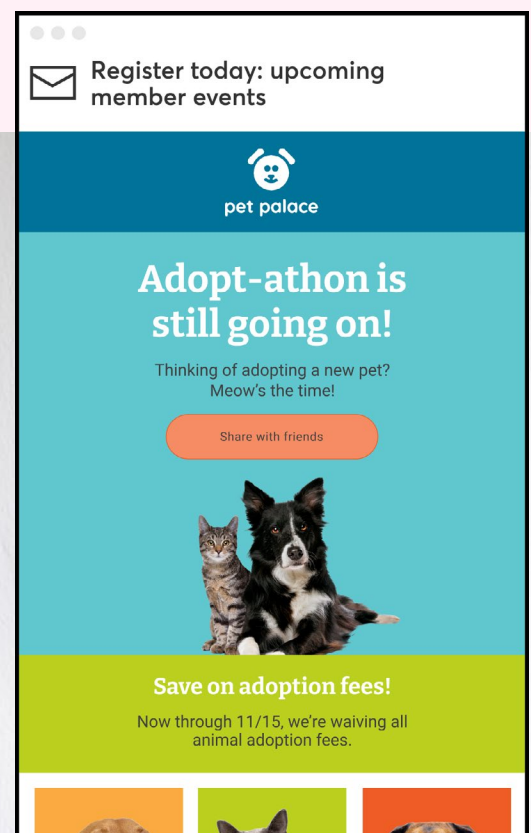 Register today: upcoming
member events
pet palace
Adopt-athon is
still going on!
Thinking of adopting a new pet?
Meow's the time!
Share with friends
Save on adoption fees!
Now through 11/15, we're waiving all
animal adoption fees.